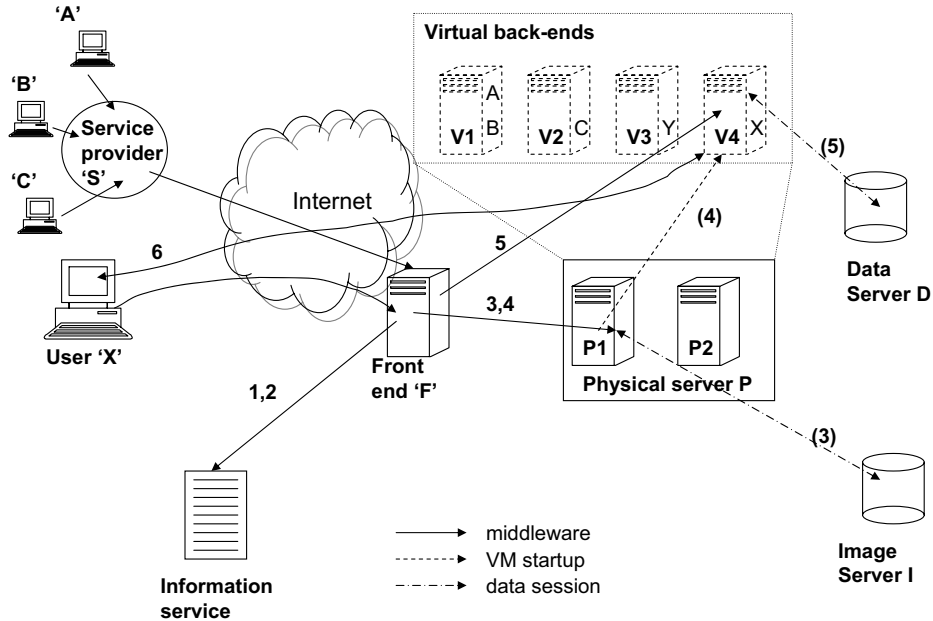 ‘A’
‘B’
‘C’
Service
provider
‘S’
Internet
Virtual back-ends
V1
A
B
V2
C
V3
Y
V4
X
(5)
(4)
6
5
3,4
1,2
(3)
User ‘X’
Front
end ‘F’
P1
P2
Physical server P
Data
Server D
Image
Server I
Information
service
middleware
VM startup
data session